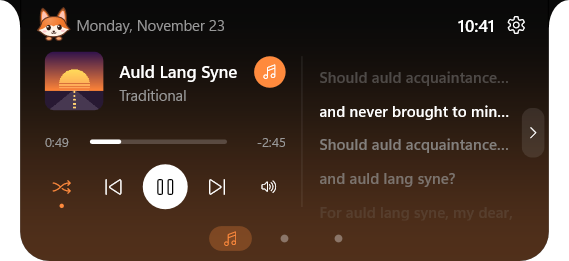 Monday, November 23
10:41
Auld Lang Syne
Traditional
0:49
-2:45
Should auld acquaintance...
and never brought to min...
Should auld acquaintance...
and auld lang syne?
For auld lang syne, my dear,